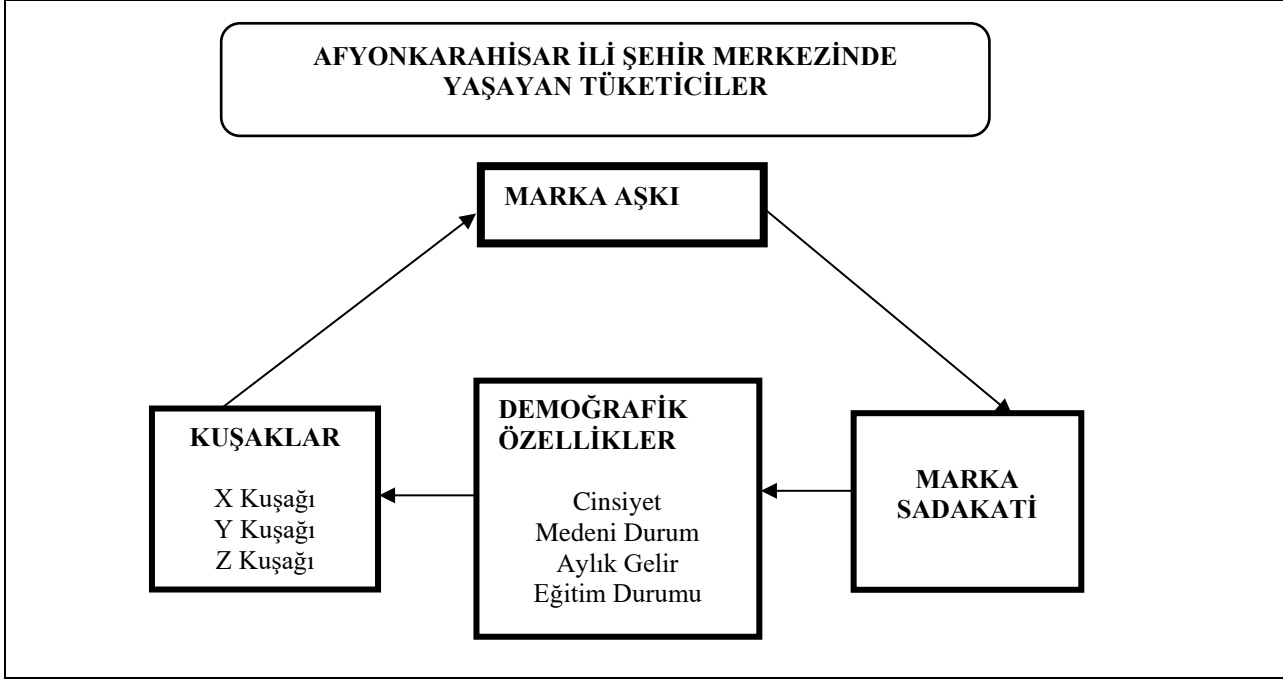 AFYONKARAHİSAR İLİ ŞEHİR MERKEZİNDE
YAŞAYAN TÜKETİCİLER
MARKA AŞKI
KUŞAKLAR
X Kuşağı
Y Kuşağı
Z Kuşağı
DEMOĞRAFİK
ÖZELLİKLER
Cinsiyet
Medeni Durum
Aylık Gelir
Eğitim Durumu
MARKA
SADAKATİ